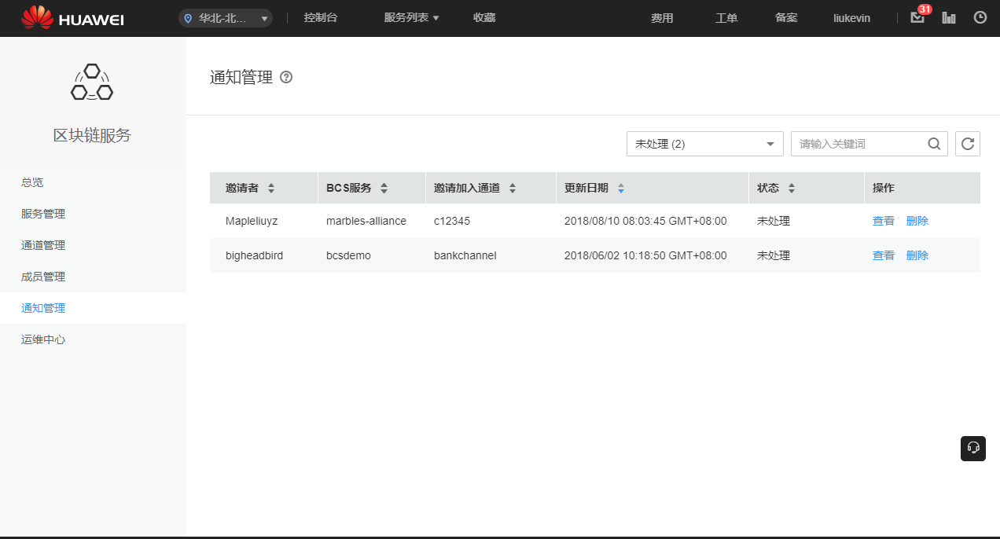 HUAWEI 华北-北... 控制台 服务列表 收藏 费用 工单 备案 liukevin 31
区块链服务
总览
服务管理
通道管理
成员管理
通知管理
运维中心
通知管理
未处理 (2) 请输入关键词
邀请者 BCS服务 邀请加入通道 更新日期 状态 操作
Mapleliuyz marbles-alliance c12345 2018/08/10 08:03:45 GMT+08:00 未处理 查看 删除
bigheadbird bcsdemo bankchannel 2018/06/02 10:18:50 GMT+08:00 未处理 查看 删除